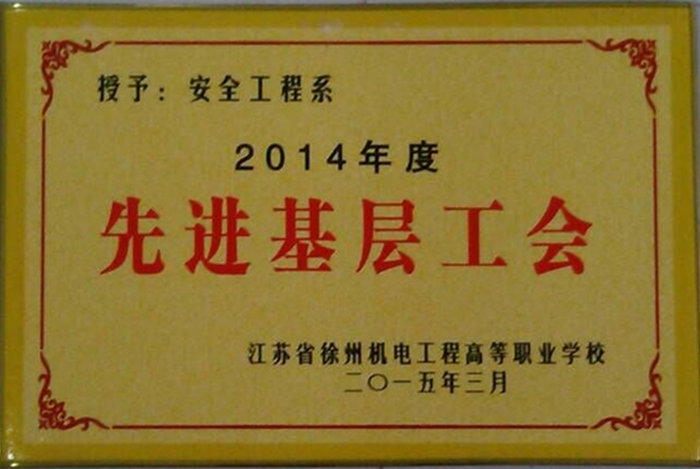 授予：安全工程系
2014年度
先进基层工会
江苏省徐州机电工程高等职业学校
二〇一五年三月